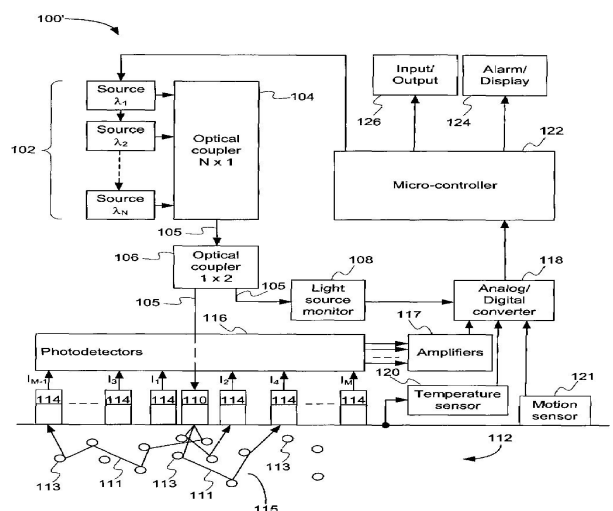 100'
Source
λ1
Source
λ2
Source
λN
102
104
Optical
coupler
N x 1
Input/
Output
126
Alarm/
Display
124
122
Micro-controller
105
106
Optical
coupler
1 x 2
105
105
108
Light
source
monitor
118
Analog/
Digital
converter
116
Photodetectors
117
Amplifiers
120
Temperature
sensor
121
Motion
sensor
IM-1
I3
I1
I2
I4
IM
114
114
114
110
114
114
114
113
111
113
111
115
113
112